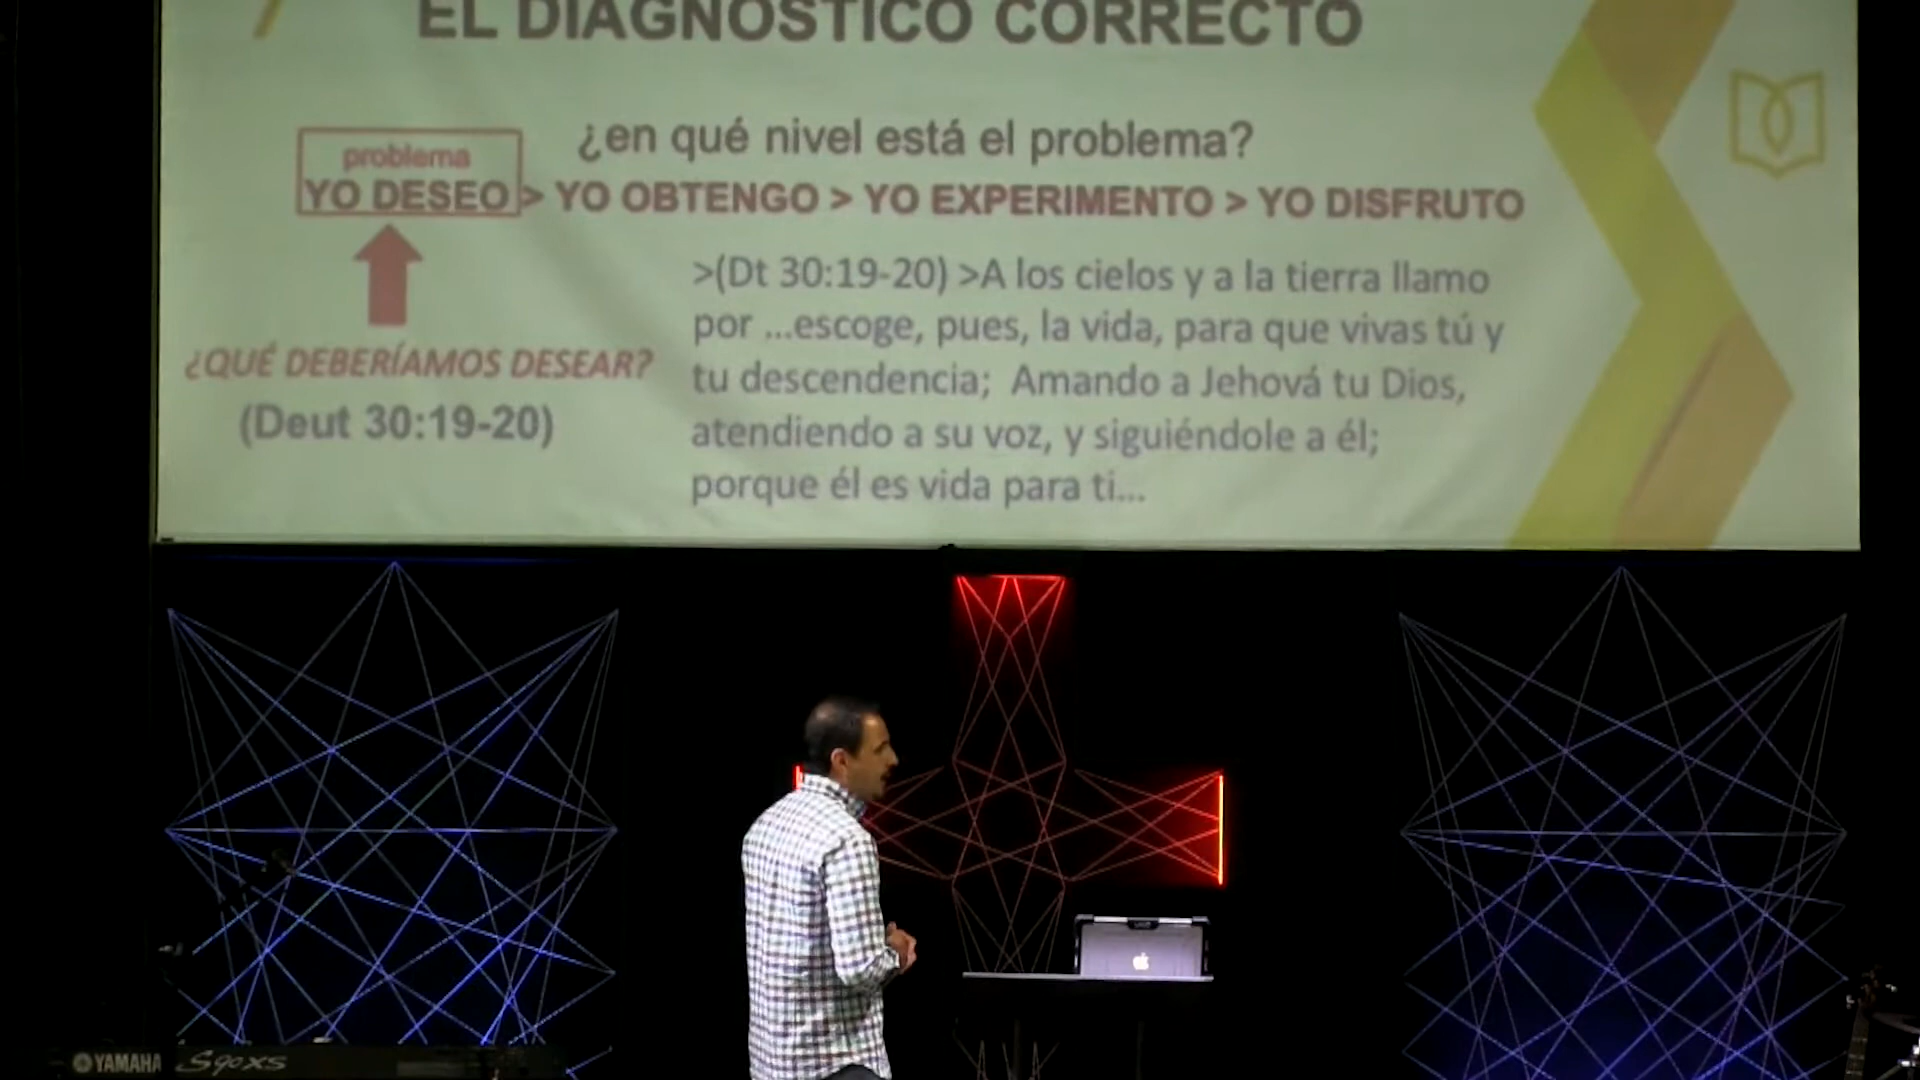 EL DIAGNÓSTICO CORRECTO
¿en qué nivel está el problema?
problema
YO DESEO > YO OBTENGO > YO EXPERIMENTO > YO DISFRUTO
¿QUÉ DEBERÍAMOS DESEAR?
(Deut 30:19-20)
>(Dt 30:19-20) >A los cielos y a la tierra llamo
por ...escoge, pues, la vida, para que vivas tú y
tu descendencia; Amando a Jehová tu Dios,
atendiendo a su voz, y siguiéndole a él;
porque él es vida para ti...
YAMAHA S90XS